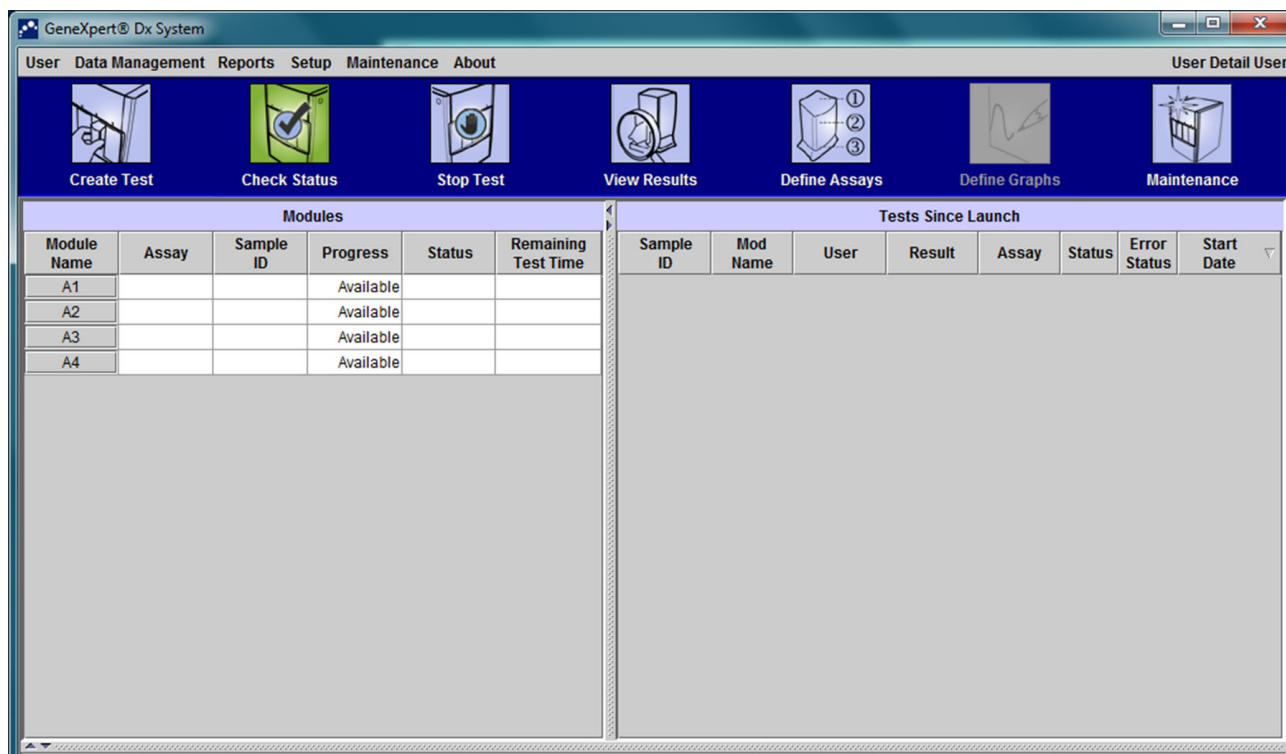 GeneXpert® Dx System
User Data Management Reports Setup Maintenance About User Detail User
① ② ③
Create Test Check Status Stop Test View Results Define Assays Define Graphs Maintenance
Modules
Module Name Assay Sample ID Progress Status Remaining Test Time
A1 Available
A2 Available
A3 Available
A4 Available
Tests Since Launch
Sample ID Mod Name User Result Assay Status Error Status Start Date